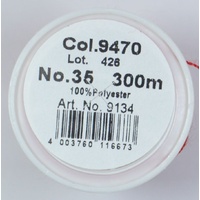 Col.9470
Lot. 426
No.35 300m
100%Polyester
Art. No. 9134
4 003760 116673